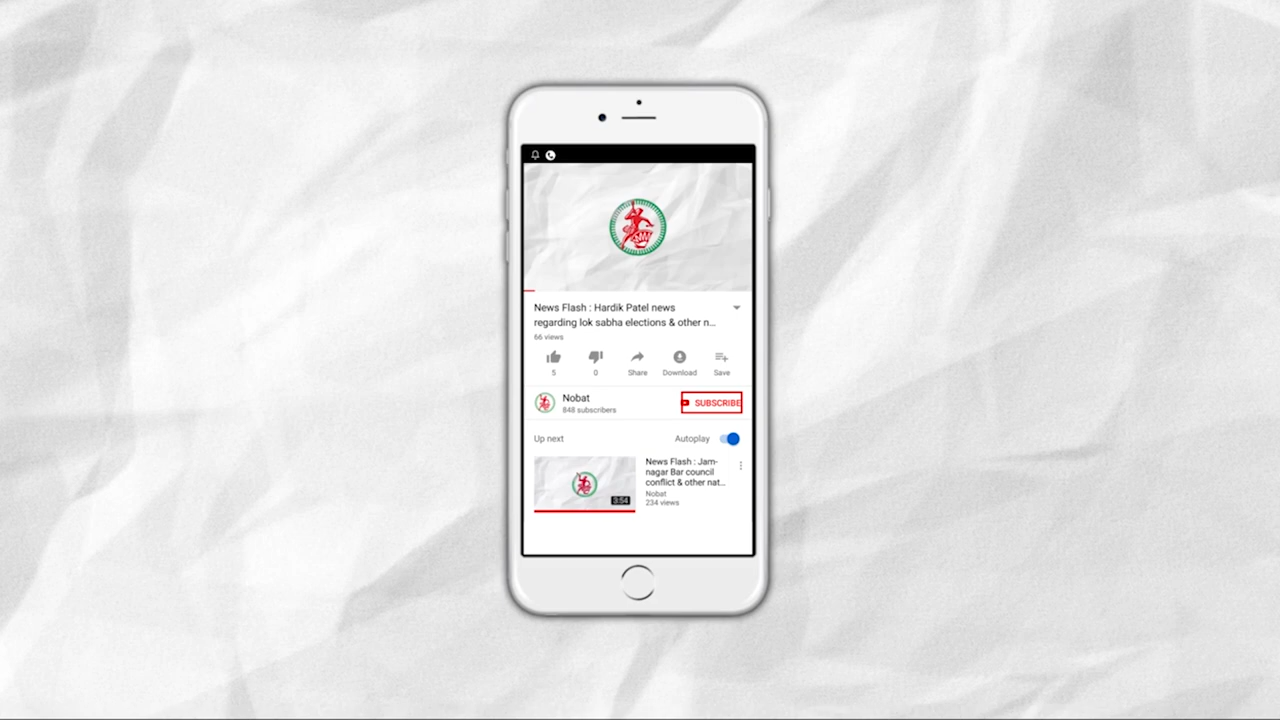 News Flash : Hardik Patel news
regarding lok sabha elections & other n...
66 views
5
0
Share
Download
Save
Nobat
848 subscribers
SUBSCRIBE
Up next
Autoplay
3:54
News Flash : Jam-
nagar Bar council
conflict & other nat...
Nobat
234 views